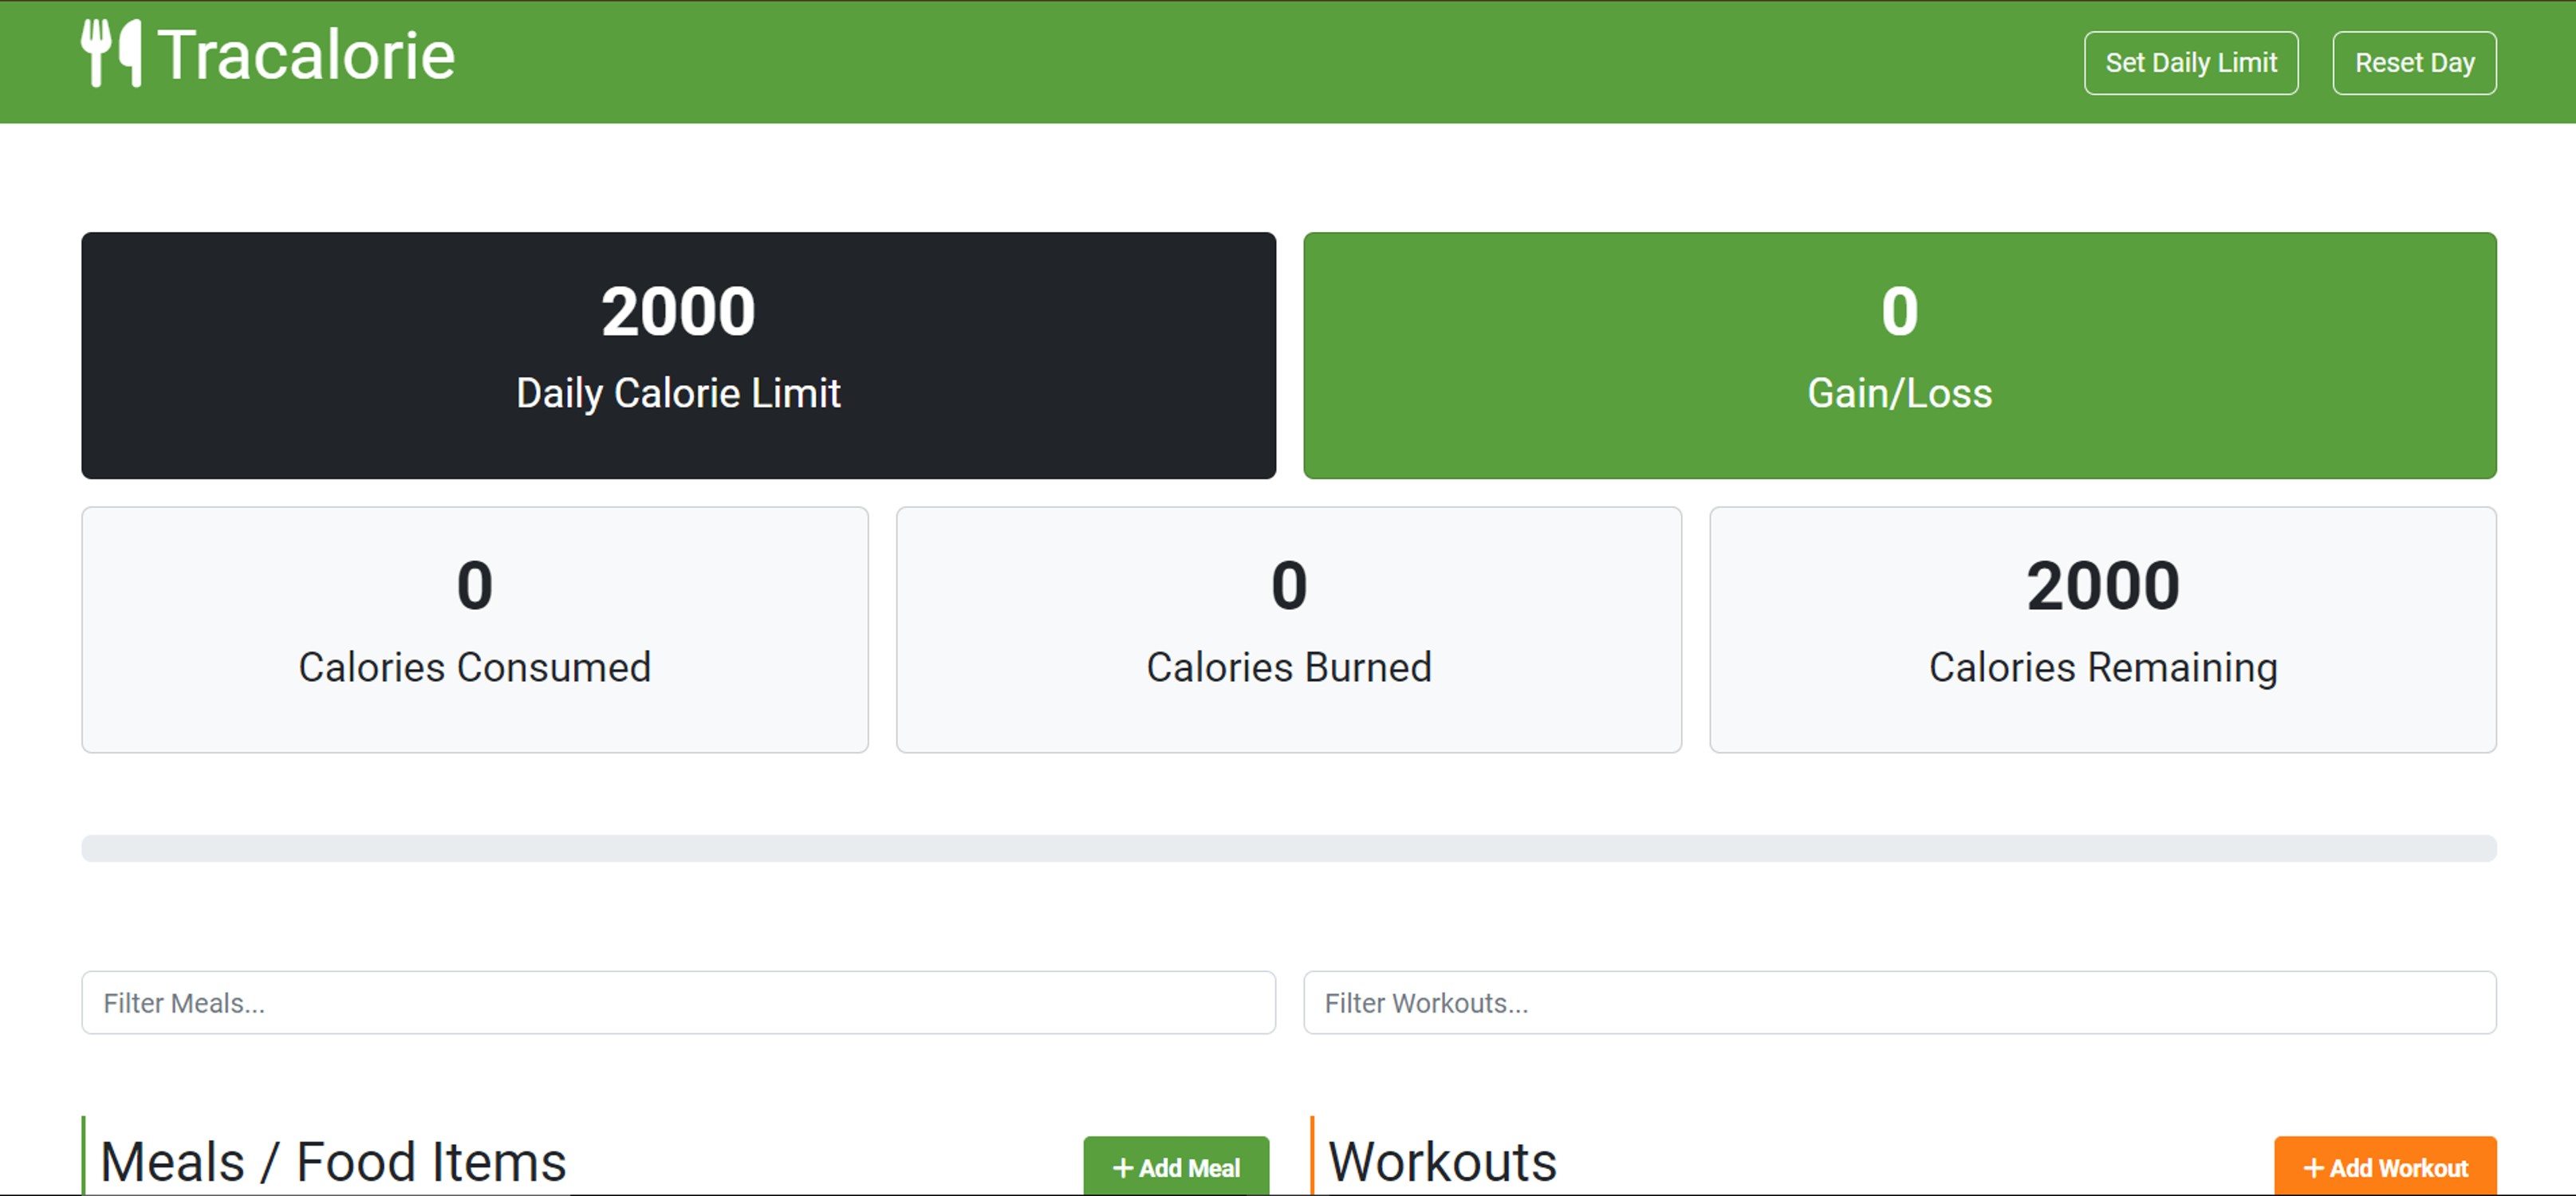 Tracalorie
Set Daily Limit
Reset Day
2000
Daily Calorie Limit
0
Gain/Loss
0
Calories Consumed
0
Calories Burned
2000
Calories Remaining
Filter Meals...
Filter Workouts...
Meals / Food Items
+ Add Meal
Workouts
+ Add Workout